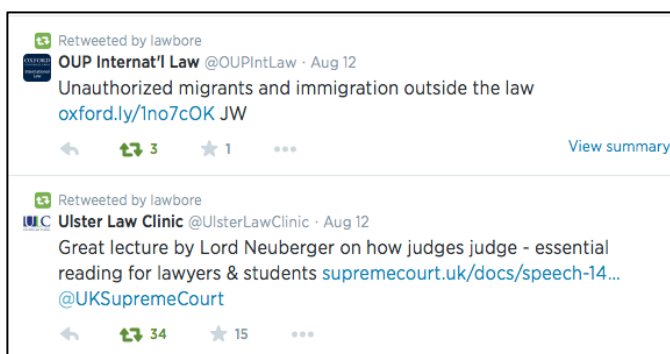 Retweeted by lawbore
OUP Internat'l Law @OUPIntLaw · Aug 12
Unauthorized migrants and immigration outside the law
oxford.ly/1no7cOK JW
3 1 View summary
Retweeted by lawbore
Ulster Law Clinic @UlsterLawClinic · Aug 12
Great lecture by Lord Neuberger on how judges judge - essential
reading for lawyers & students supremecourt.uk/docs/speech-14...
@UKSupremeCourt
34 15